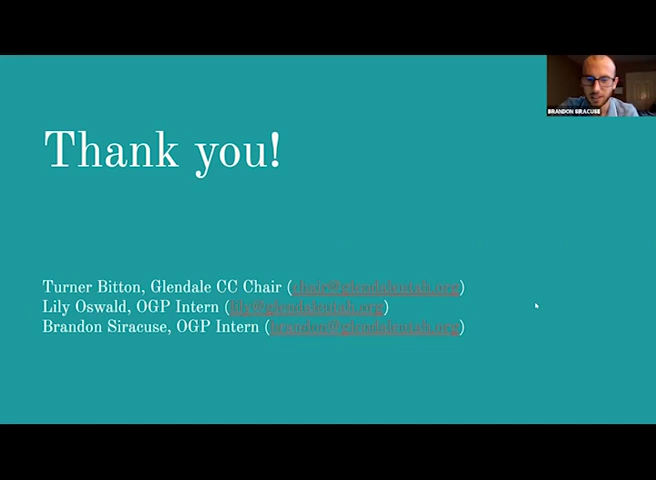 BRANDON SIRACUSE
Thank you!
Turner Bitton, Glendale CC Chair (chair@glendaleutah.org)
Lily Oswald, OGP Intern (lily@glendaleutah.org)
Brandon Siracuse, OGP Intern (brandon@glendaleutah.org)